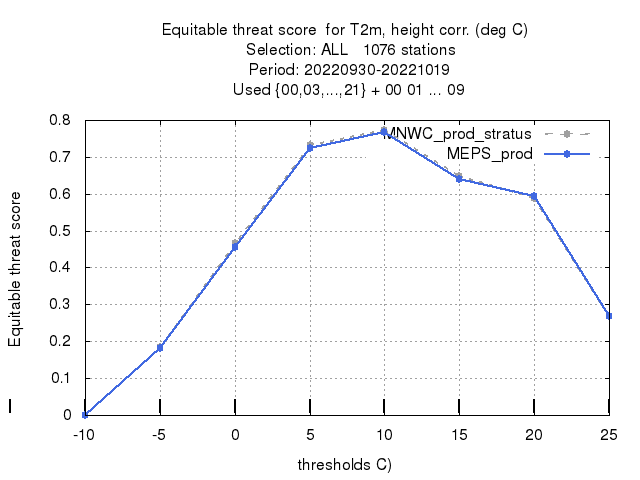 Equitable threat score  for T2m, height corr. (deg C)
Selection: ALL   1076 stations
Period: 20220930-20221019
Used {00,03,...,21} + 00 01 ... 09
Equitable threat score
0.8
0.7
0.6
0.5
0.4
0.3
0.2
0.1
0
MNWC_prod_stratus
MEPS_prod
-10 -5 0 5 10 15 20 25
thresholds C)